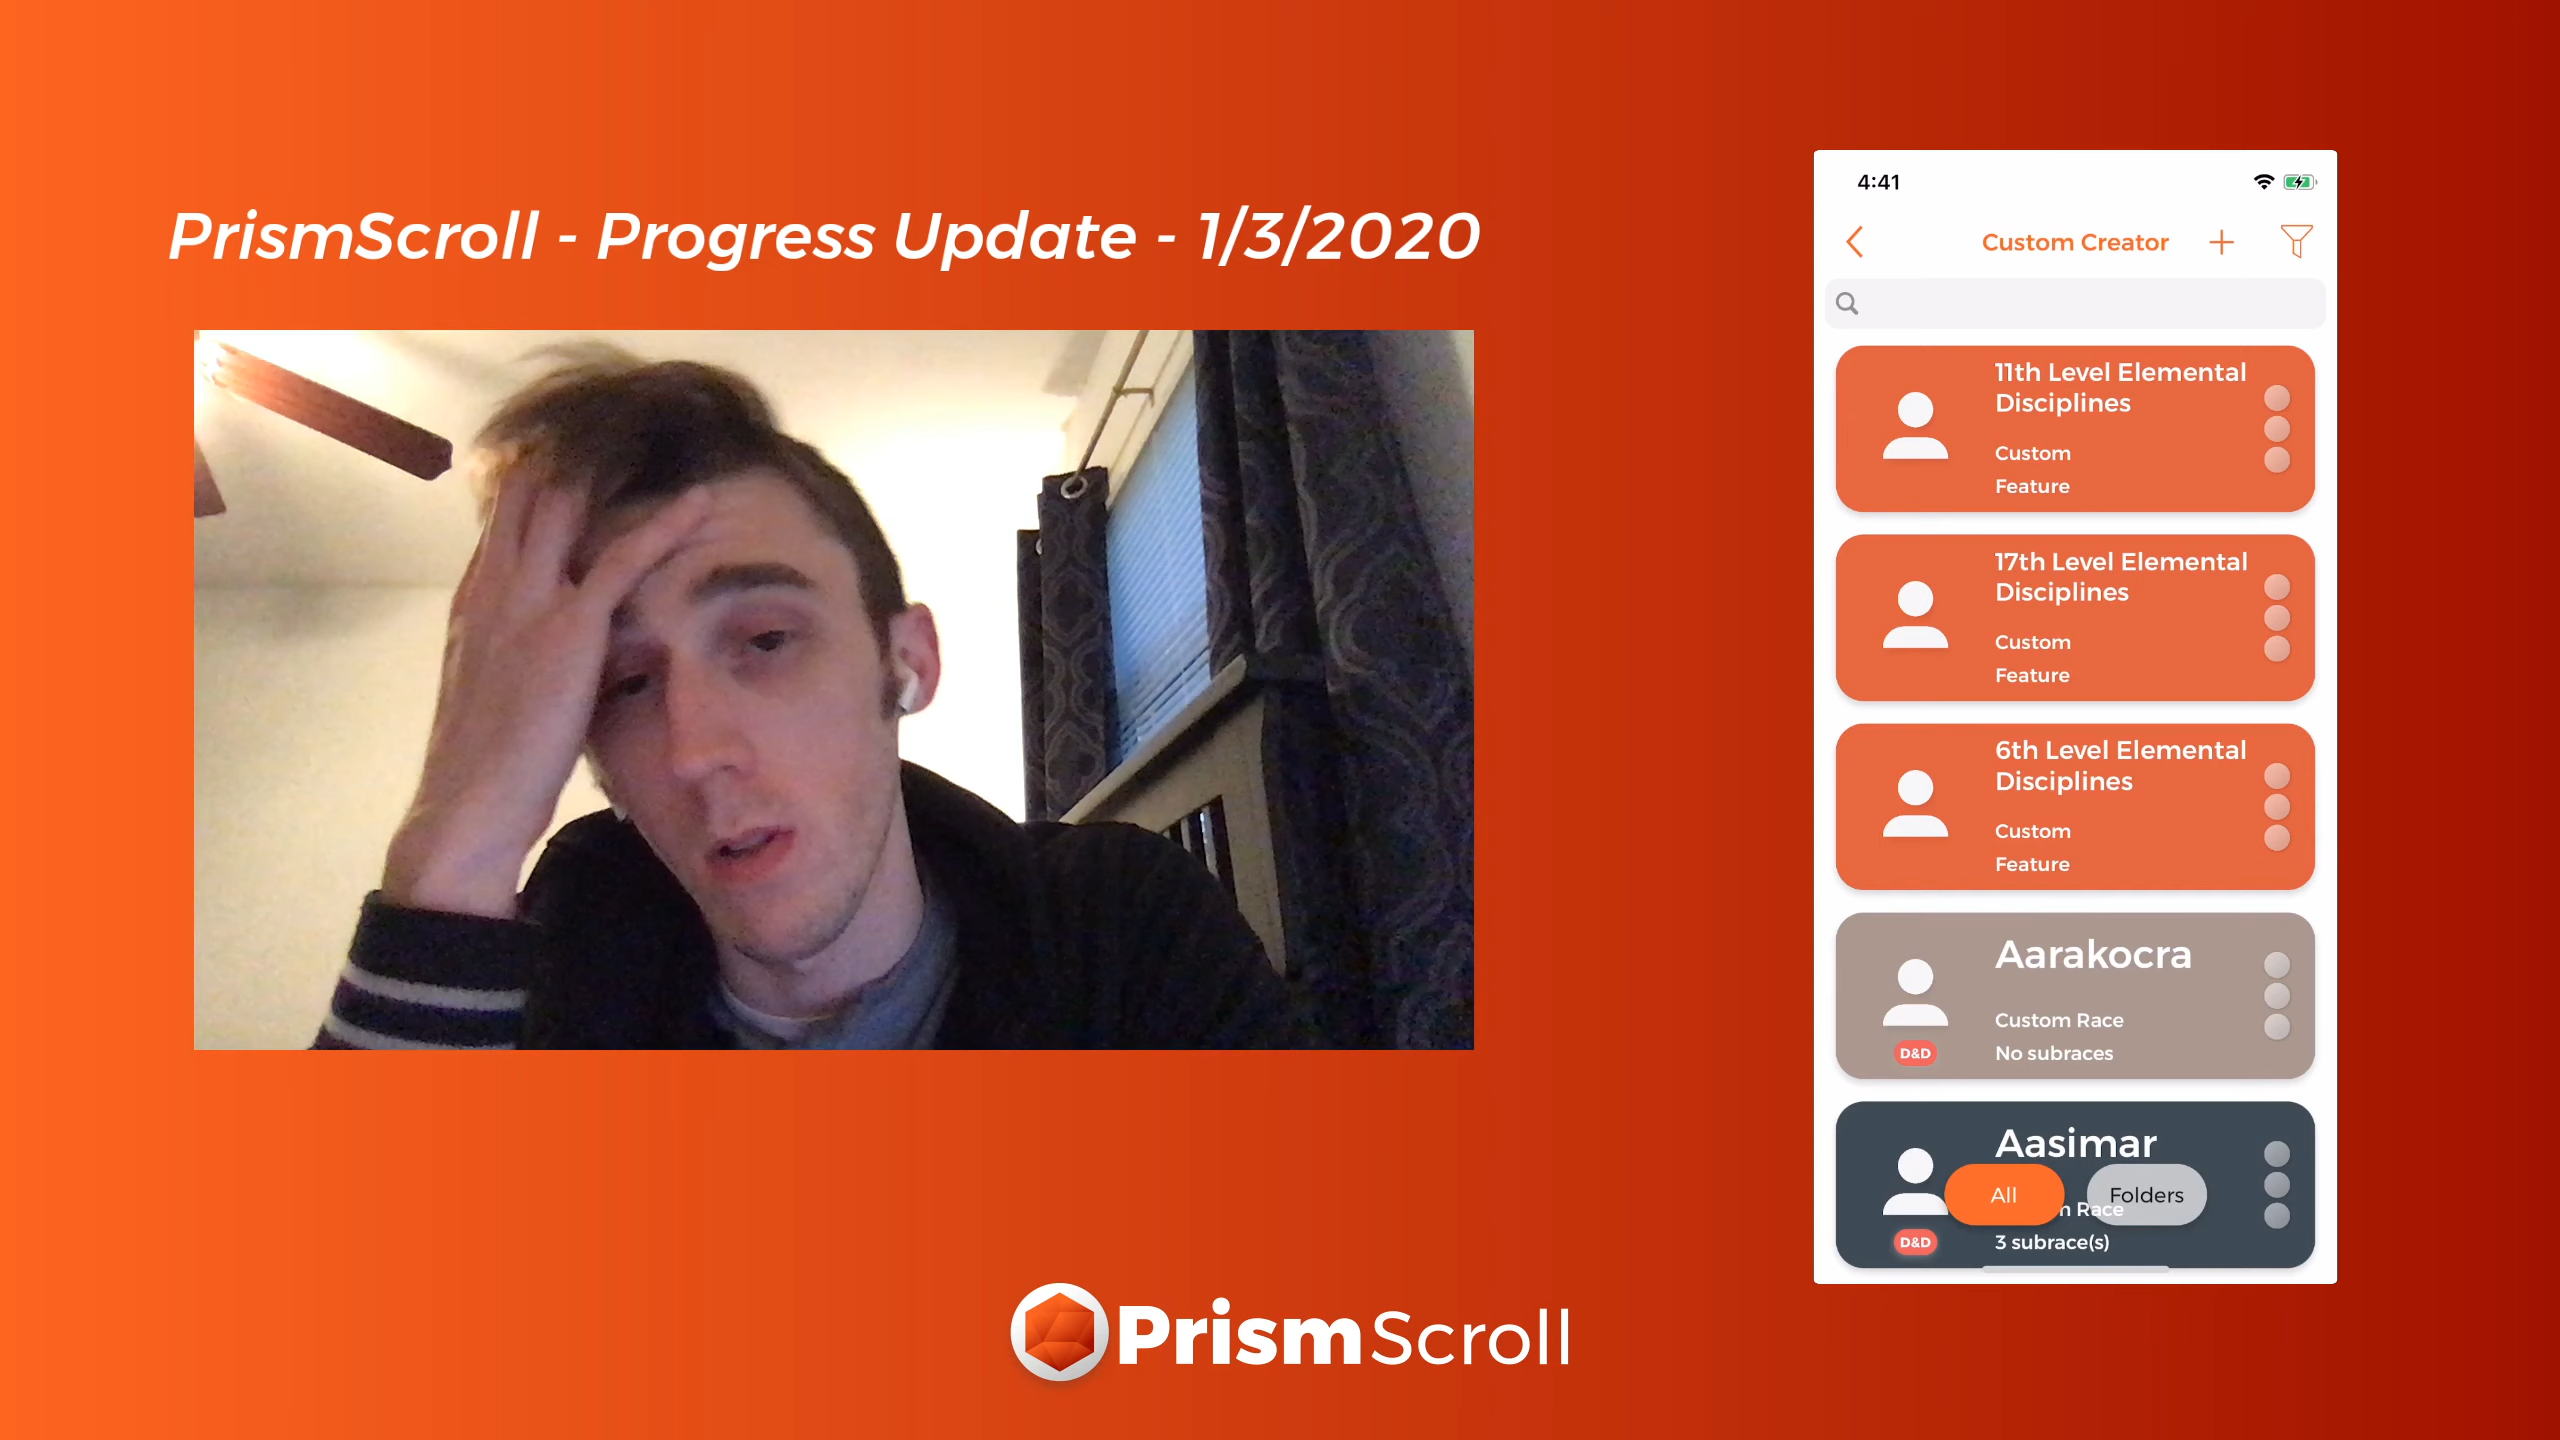 PrismScroll - Progress Update - 1/3/2020
4:41
Custom Creator
11th Level Elemental
Disciplines
Custom
Feature
17th Level Elemental
Disciplines
Custom
Feature
6th Level Elemental
Disciplines
Custom
Feature
Aarakocra
Custom Race
No subraces
D&D
Aasimar
All
Folders
m Race
3 subrace(s)
D&D
PrismScroll